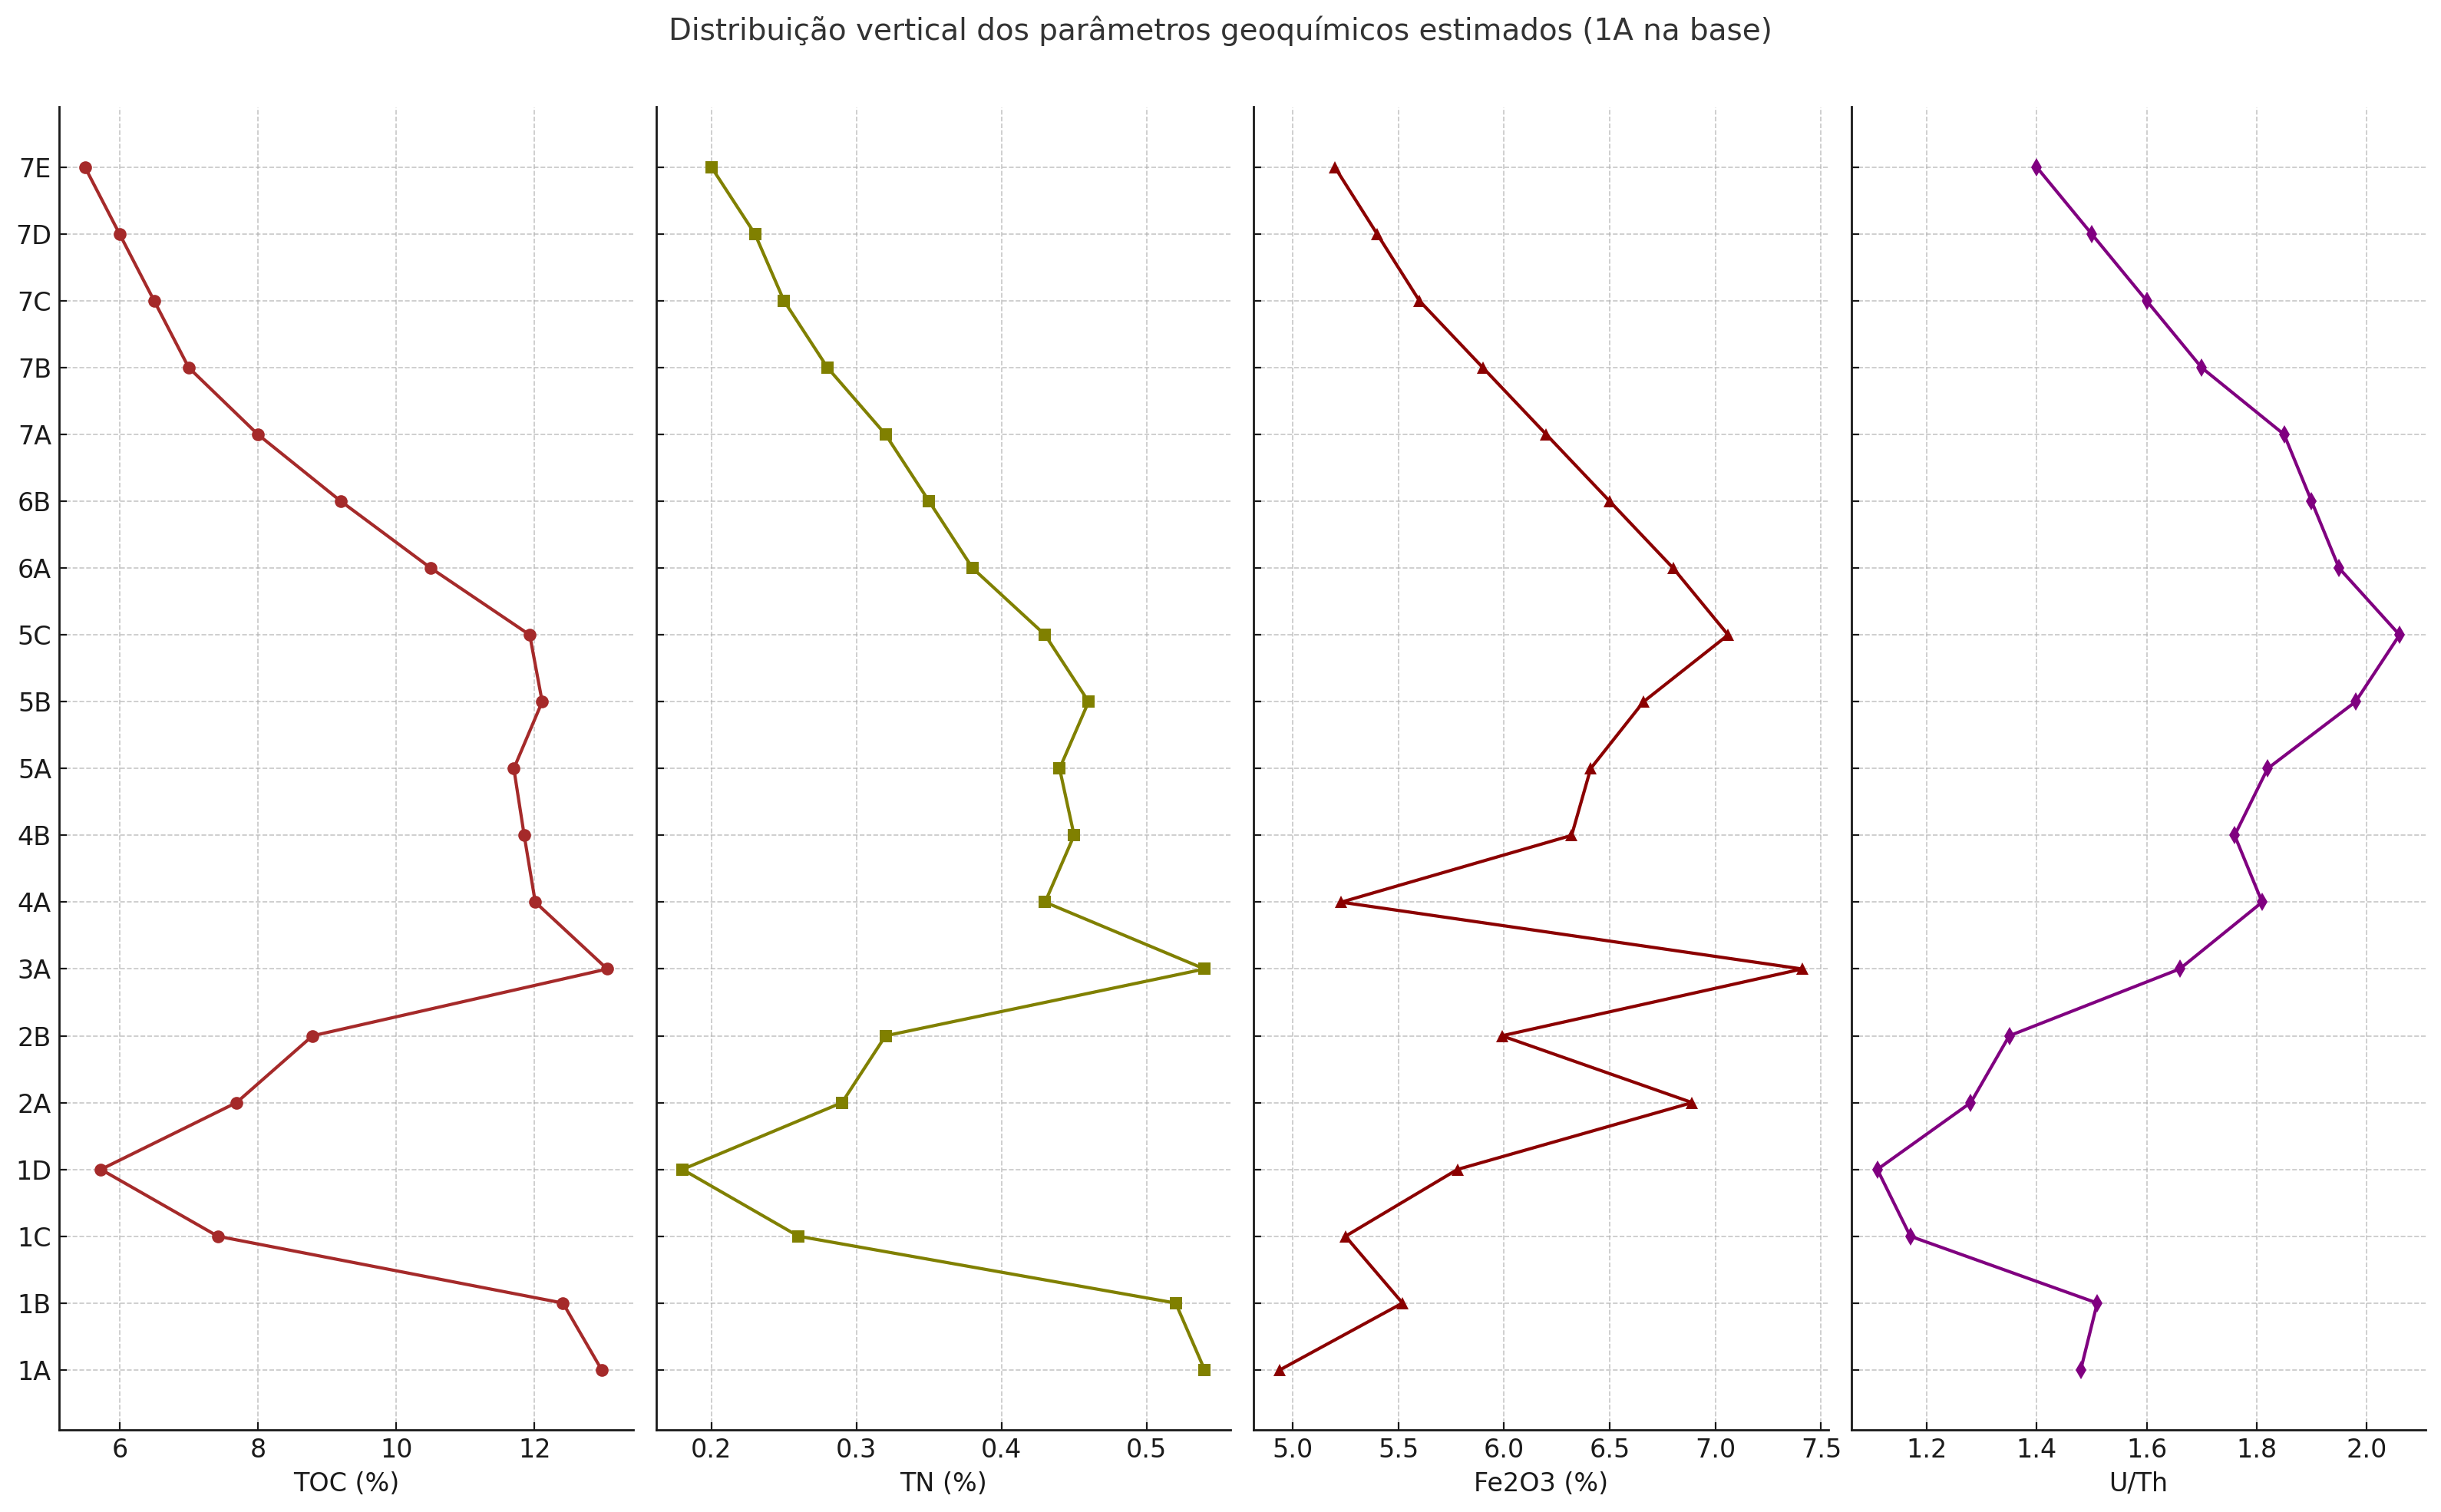 Distribuição vertical dos parâmetros geoquímicos estimados (1A na base)
7E
7D
7C
7B
7A
6B
6A
5C
5B
5A
4B
4A
3A
2B
2A
1D
1C
1B
1A
6 8 10 12
TOC (%)
0.2 0.3 0.4 0.5
TN (%)
5.0 5.5 6.0 6.5 7.0 7.5
Fe2O3 (%)
1.2 1.4 1.6 1.8 2.0
U/Th